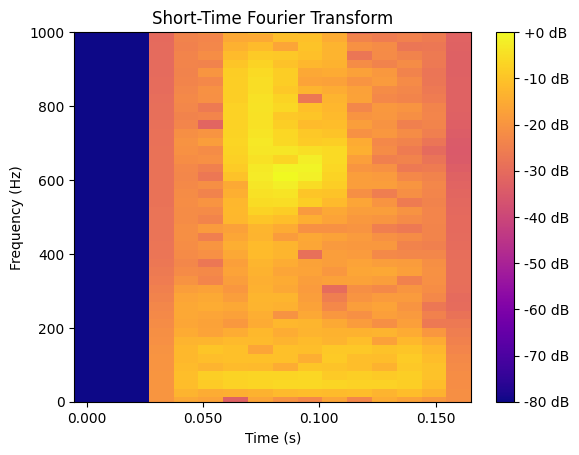 Short-Time Fourier Transform
Frequency (Hz)
1000
800
600
400
200
0
0.000
0.050
0.100
0.150
Time (s)
+0 dB
-10 dB
-20 dB
-30 dB
-40 dB
-50 dB
-60 dB
-70 dB
-80 dB